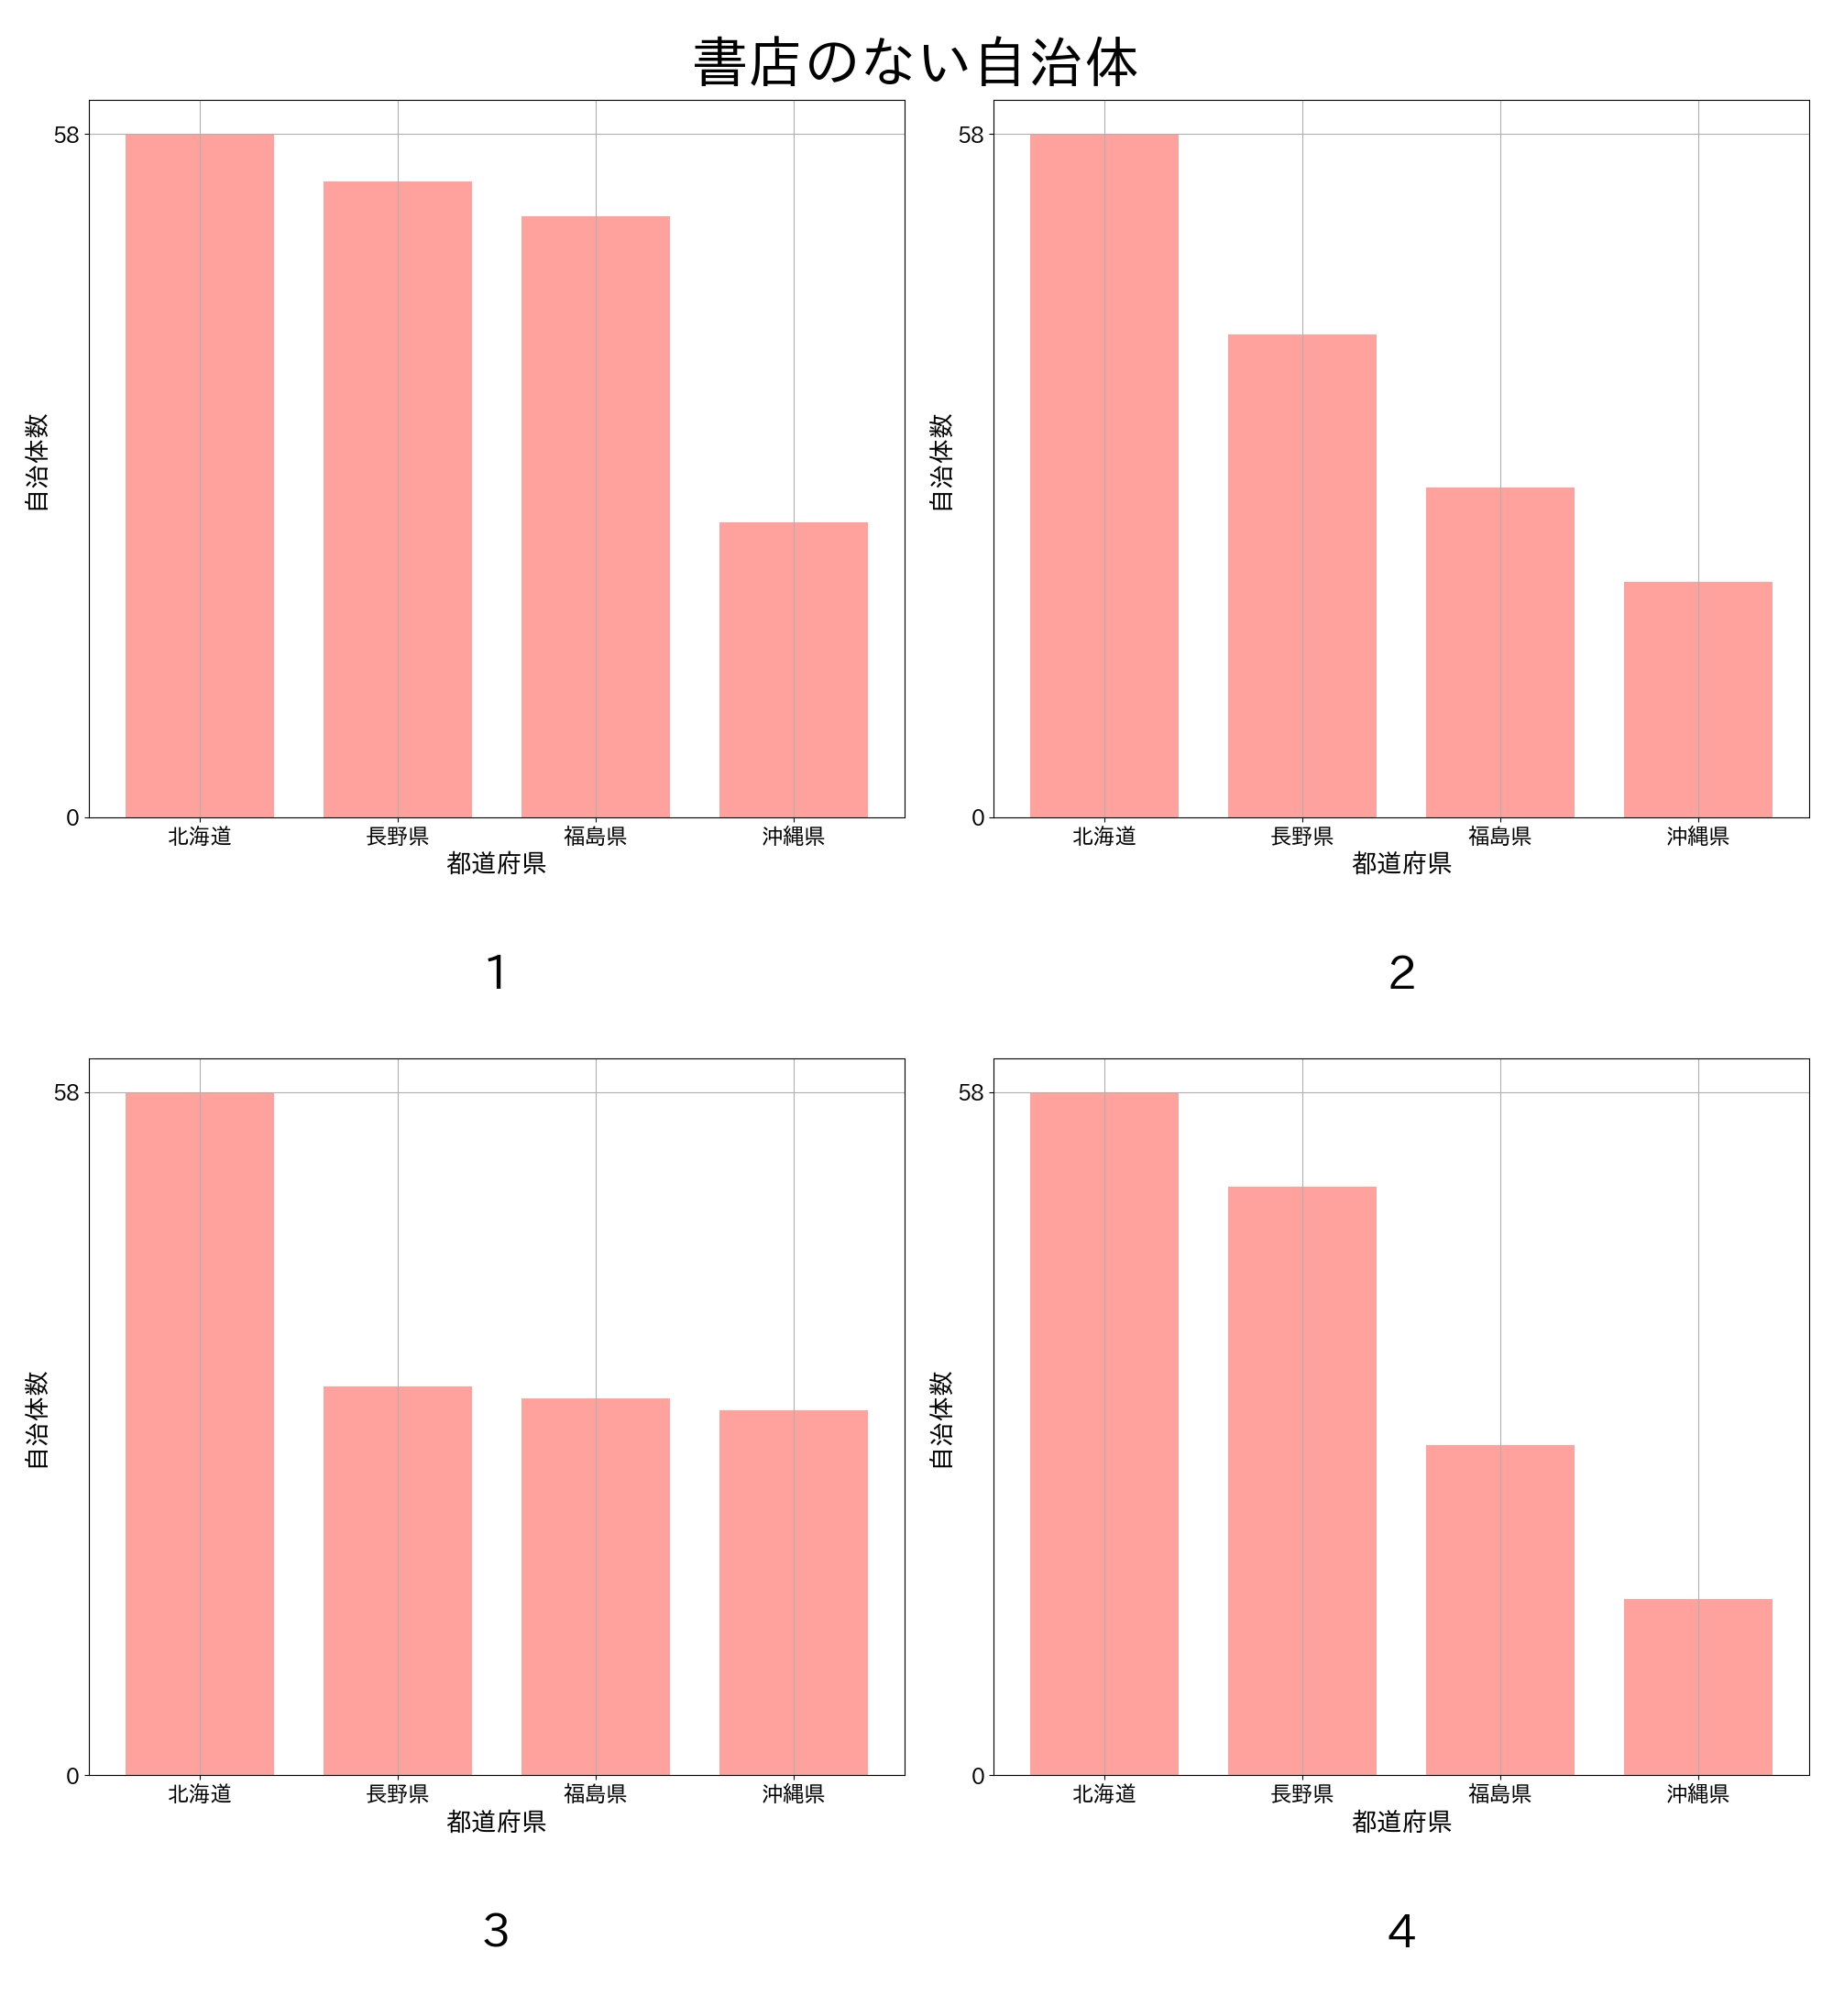 書店のない自治体
58
0
自治体数
北海道 長野県 福島県 沖縄県
都道府県
1
58
0
自治体数
北海道 長野県 福島県 沖縄県
都道府県
2
58
0
自治体数
北海道 長野県 福島県 沖縄県
都道府県
3
58
0
自治体数
北海道 長野県 福島県 沖縄県
都道府県
4